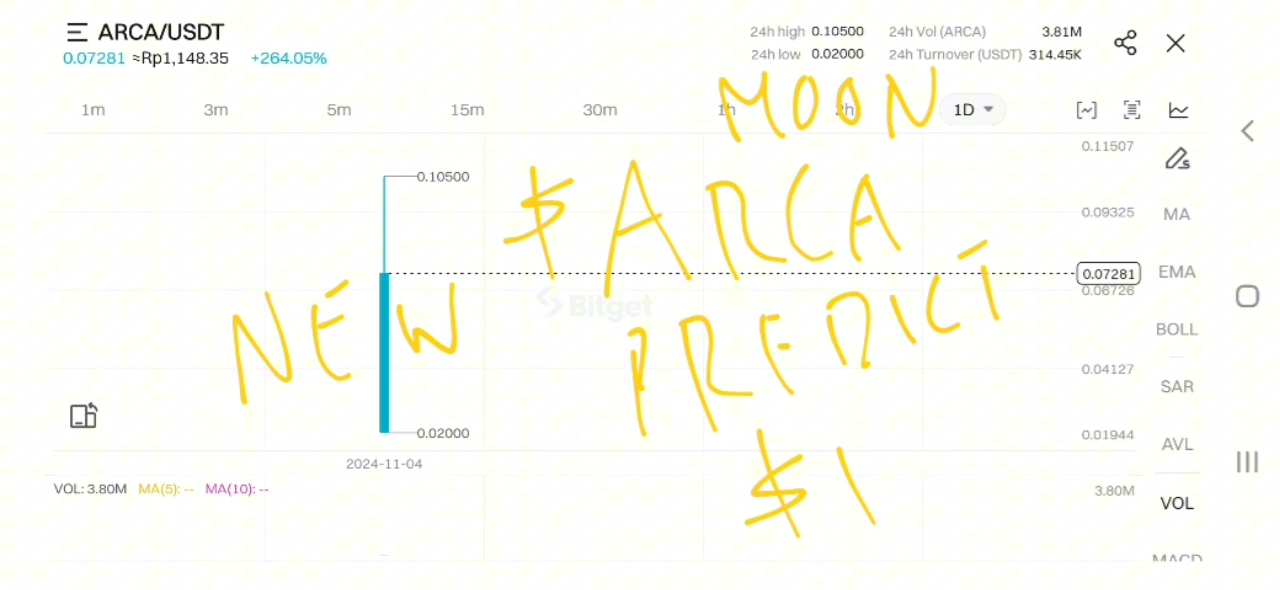 ARCA/USDT
0.07281 ≈Rp1,148.35 +264.05%
24h high 0.10500 24h Vol (ARCA) 3.81M
24h low 0.02000 24h Turnover (USDT) 314.45K
1m 3m 5m 15m 30m 1h 2h 1D
MOON
$ARCA
NEW
PREDICT
$1
0.11507
0.10500
0.09325
0.07281
0.06726
0.04127
0.02000
0.01944
Bitget
2024-11-04
VOL: 3.80M MA(5): -- MA(10): --
3.80M
MA
EMA
BOLL
SAR
AVL
VOL
MACD